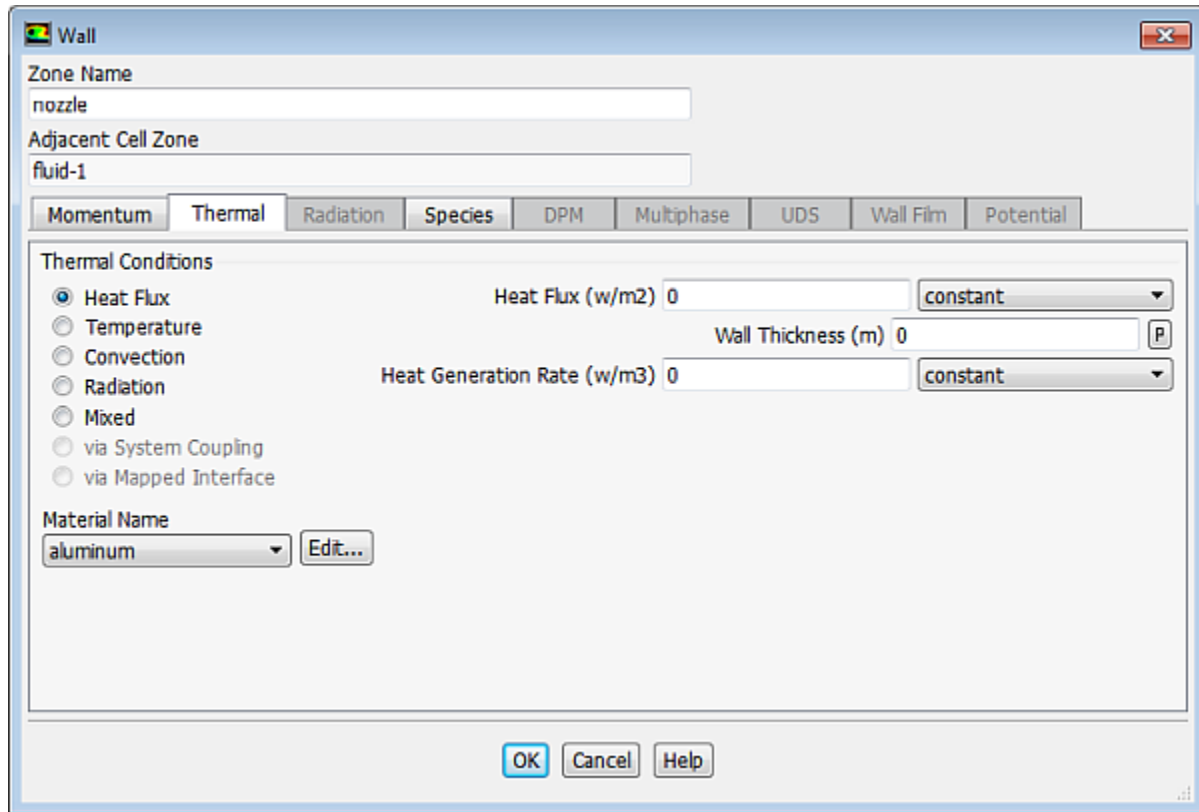 Wall
Zone Name
nozzle
Adjacent Cell Zone
fluid-1
Momentum Thermal Radiation Species DPM Multiphase UDS Wall Film Potential
Thermal Conditions
Heat Flux Heat Flux (w/m2) 0 constant
Temperature Wall Thickness (m) 0 P
Convection
Heat Generation Rate (w/m3) 0 constant
Radiation
Mixed
via System Coupling
via Mapped Interface
Material Name
aluminum Edit...
OK Cancel Help